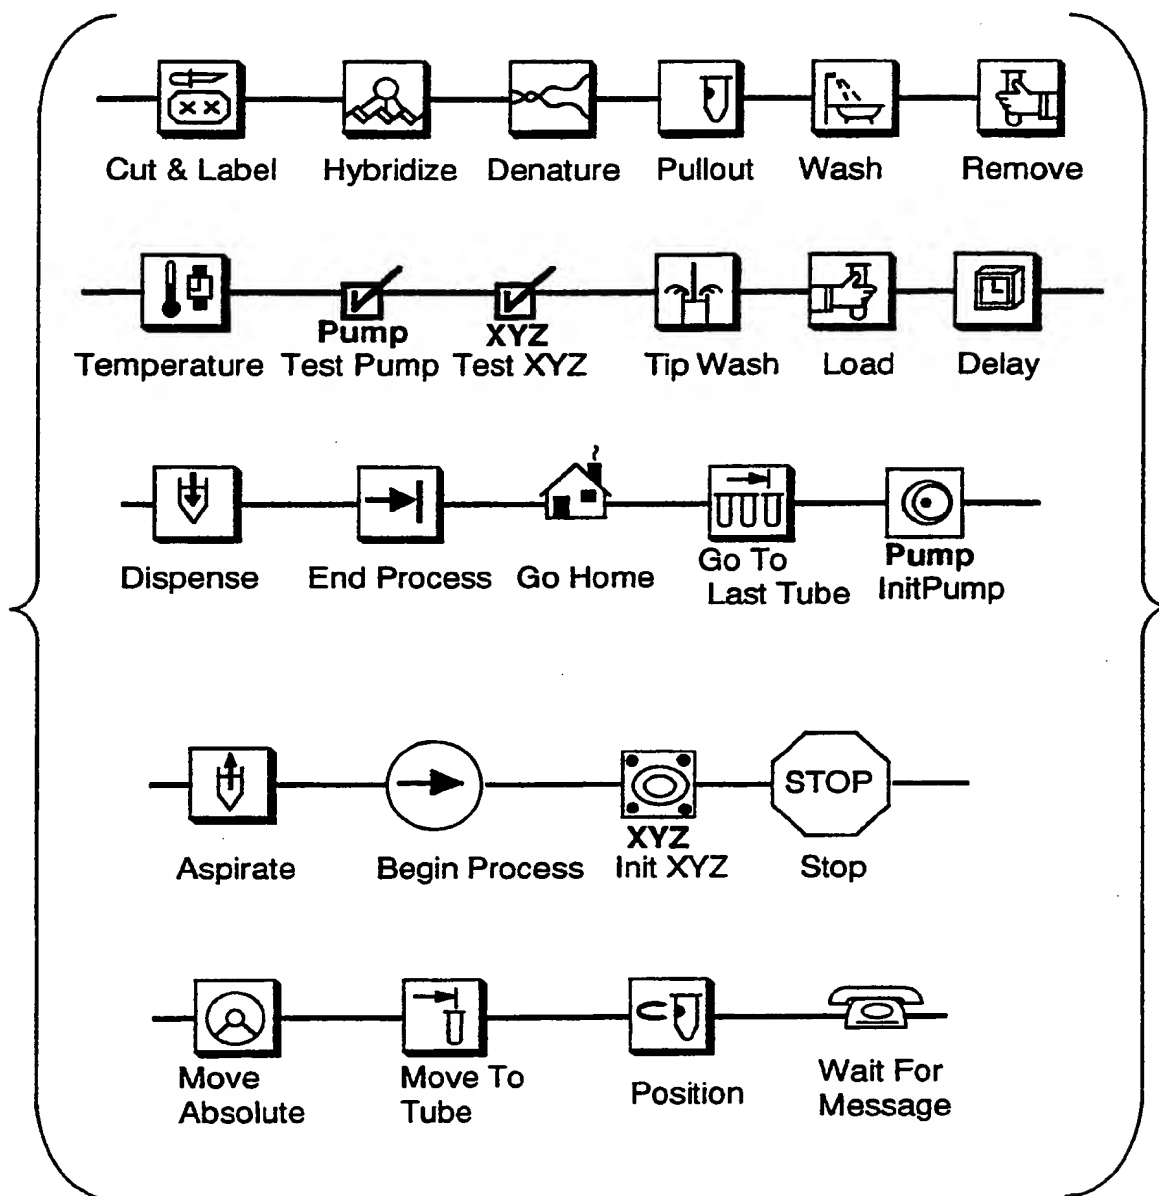 Cut & Label Hybridize Denature Pullout Wash Remove
Pump XYZ
Temperature Test Pump Test XYZ Tip Wash Load Delay
Dispense End Process Go Home Go To Last Tube Pump InitPump
STOP
XYZ
Aspirate Begin Process Init XYZ Stop
Move Absolute
Move To Tube
Position
Wait For Message